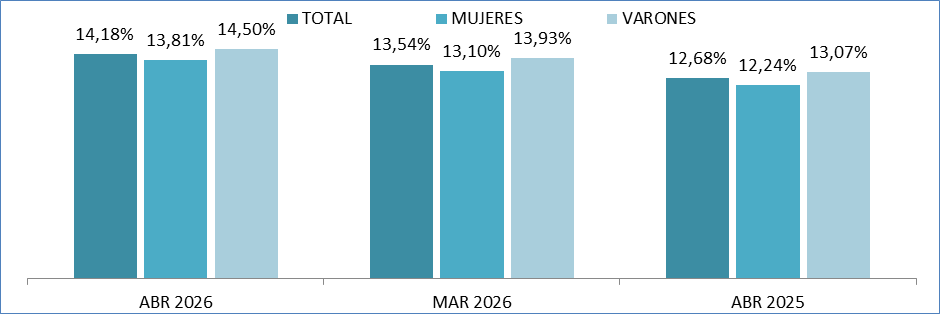 TOTAL MUJERES VARONES
14,18% 13,81% 14,50% 13,54% 13,10% 13,93% 12,68% 12,24% 13,07%
ABR 2026 MAR 2026 ABR 2025